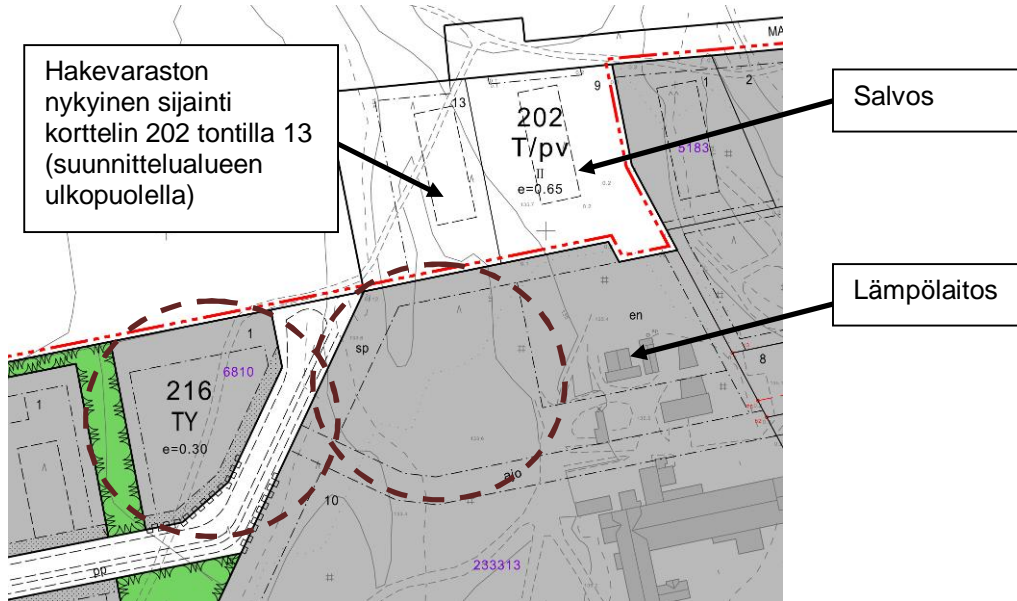 Hakevaraston
nykyinen sijainti
korttelin 202 tontilla 13
(suunnittelualueen
ulkopuolella)
Salvos
Lämpölaitos
MA
13
9
1
2
202
T/pv
II
e=0.65
5183
en
sp
8
1
6810
216
TY
e=0.30
1
ajo
10
pp
233313